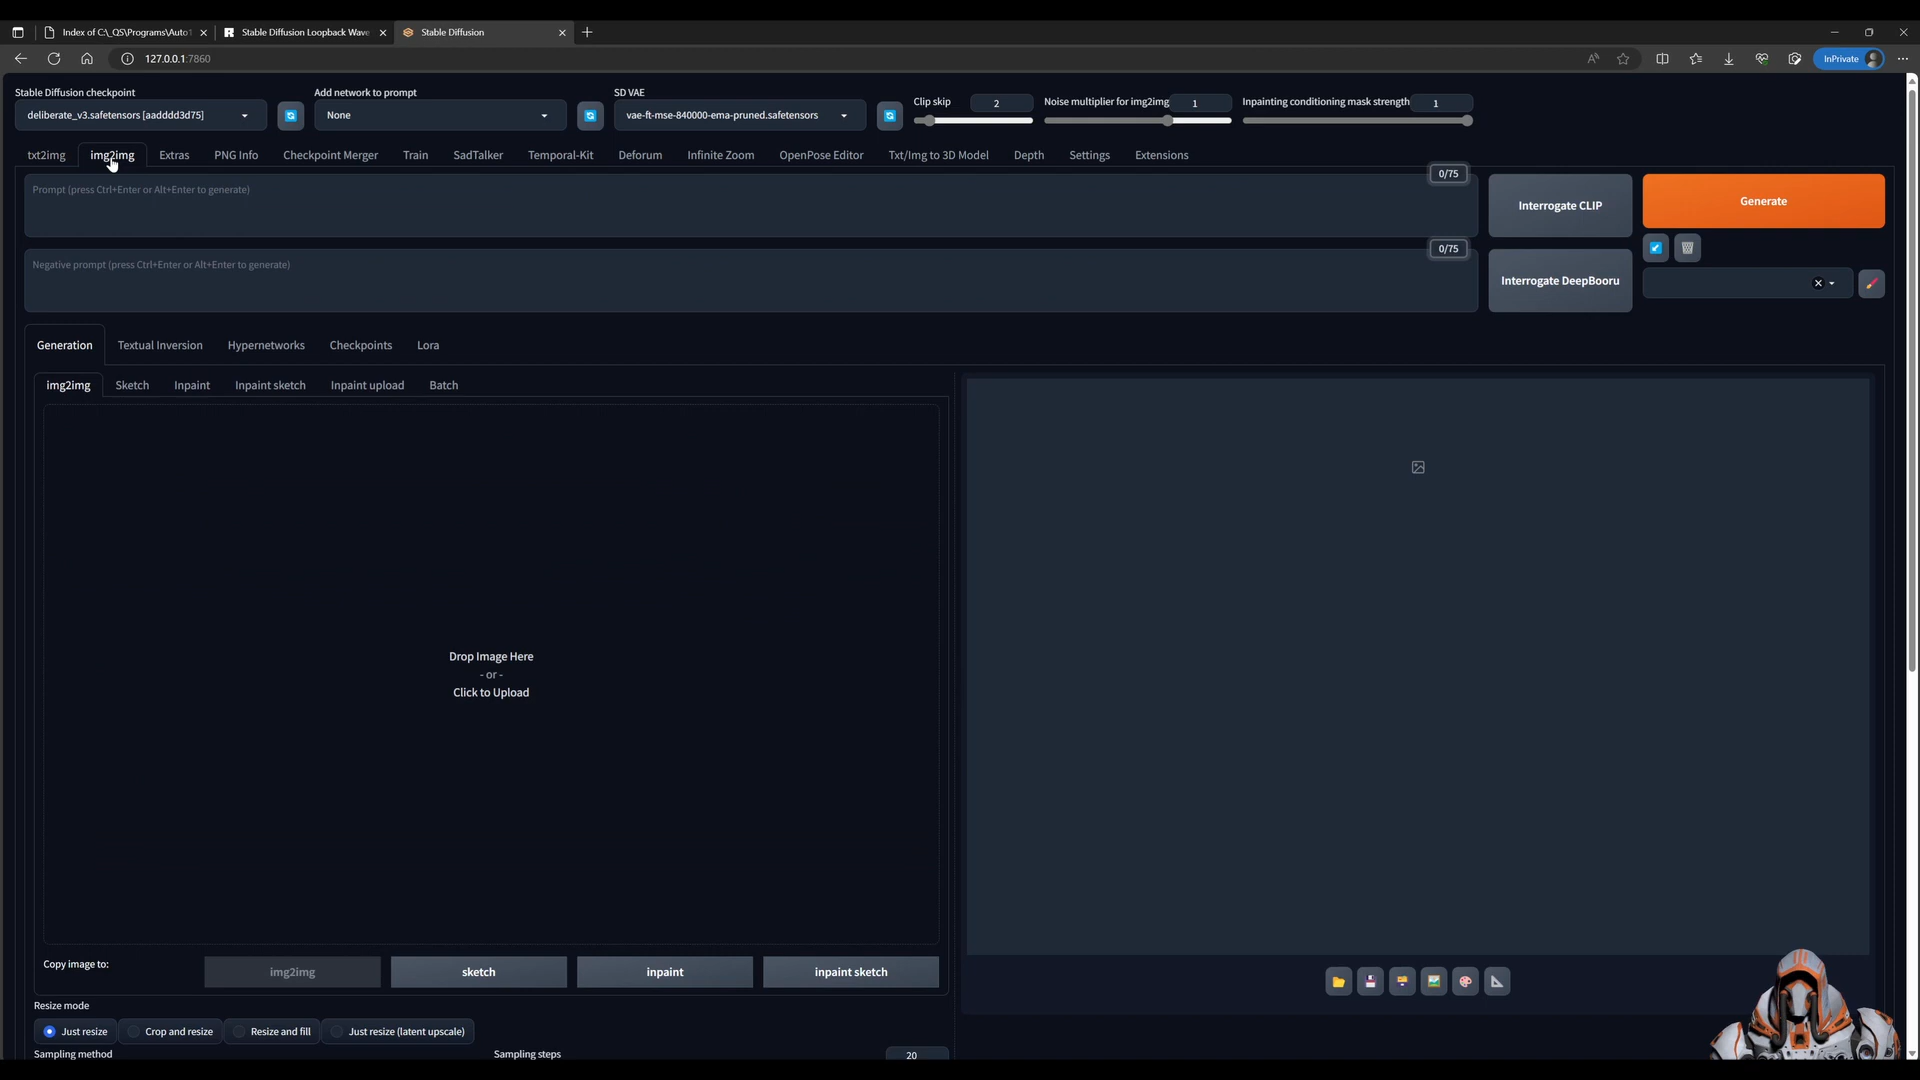 Index of C:\_QS\Programs\Auto1
Stable Diffusion Loopback Wave
Stable Diffusion
127.0.0.1:7860
InPrivate
Stable Diffusion checkpoint
Add network to prompt
SD VAE
Clip skip
2
Noise multiplier for img2img
1
Inpainting conditioning mask strength
1
deliberate_v3.safetensors [aadddd3d75]
None
vae-ft-mse-840000-ema-pruned.safetensors
txt2img
img2img
Extras
PNG Info
Checkpoint Merger
Train
SadTalker
Temporal-Kit
Deforum
Infinite Zoom
OpenPose Editor
Txt/Img to 3D Model
Depth
Settings
Extensions
Prompt (press Ctrl+Enter or Alt+Enter to generate)
0/75
Interrogate CLIP
Generate
Negative prompt (press Ctrl+Enter or Alt+Enter to generate)
0/75
Interrogate DeepBooru
Generation
Textual Inversion
Hypernetworks
Checkpoints
Lora
img2img
Sketch
Inpaint
Inpaint sketch
Inpaint upload
Batch
Drop Image Here
- or -
Click to Upload
Copy image to:
img2img
sketch
inpaint
inpaint sketch
Resize mode
Just resize
Crop and resize
Resize and fill
Just resize (latent upscale)
Sampling method
Sampling steps
20